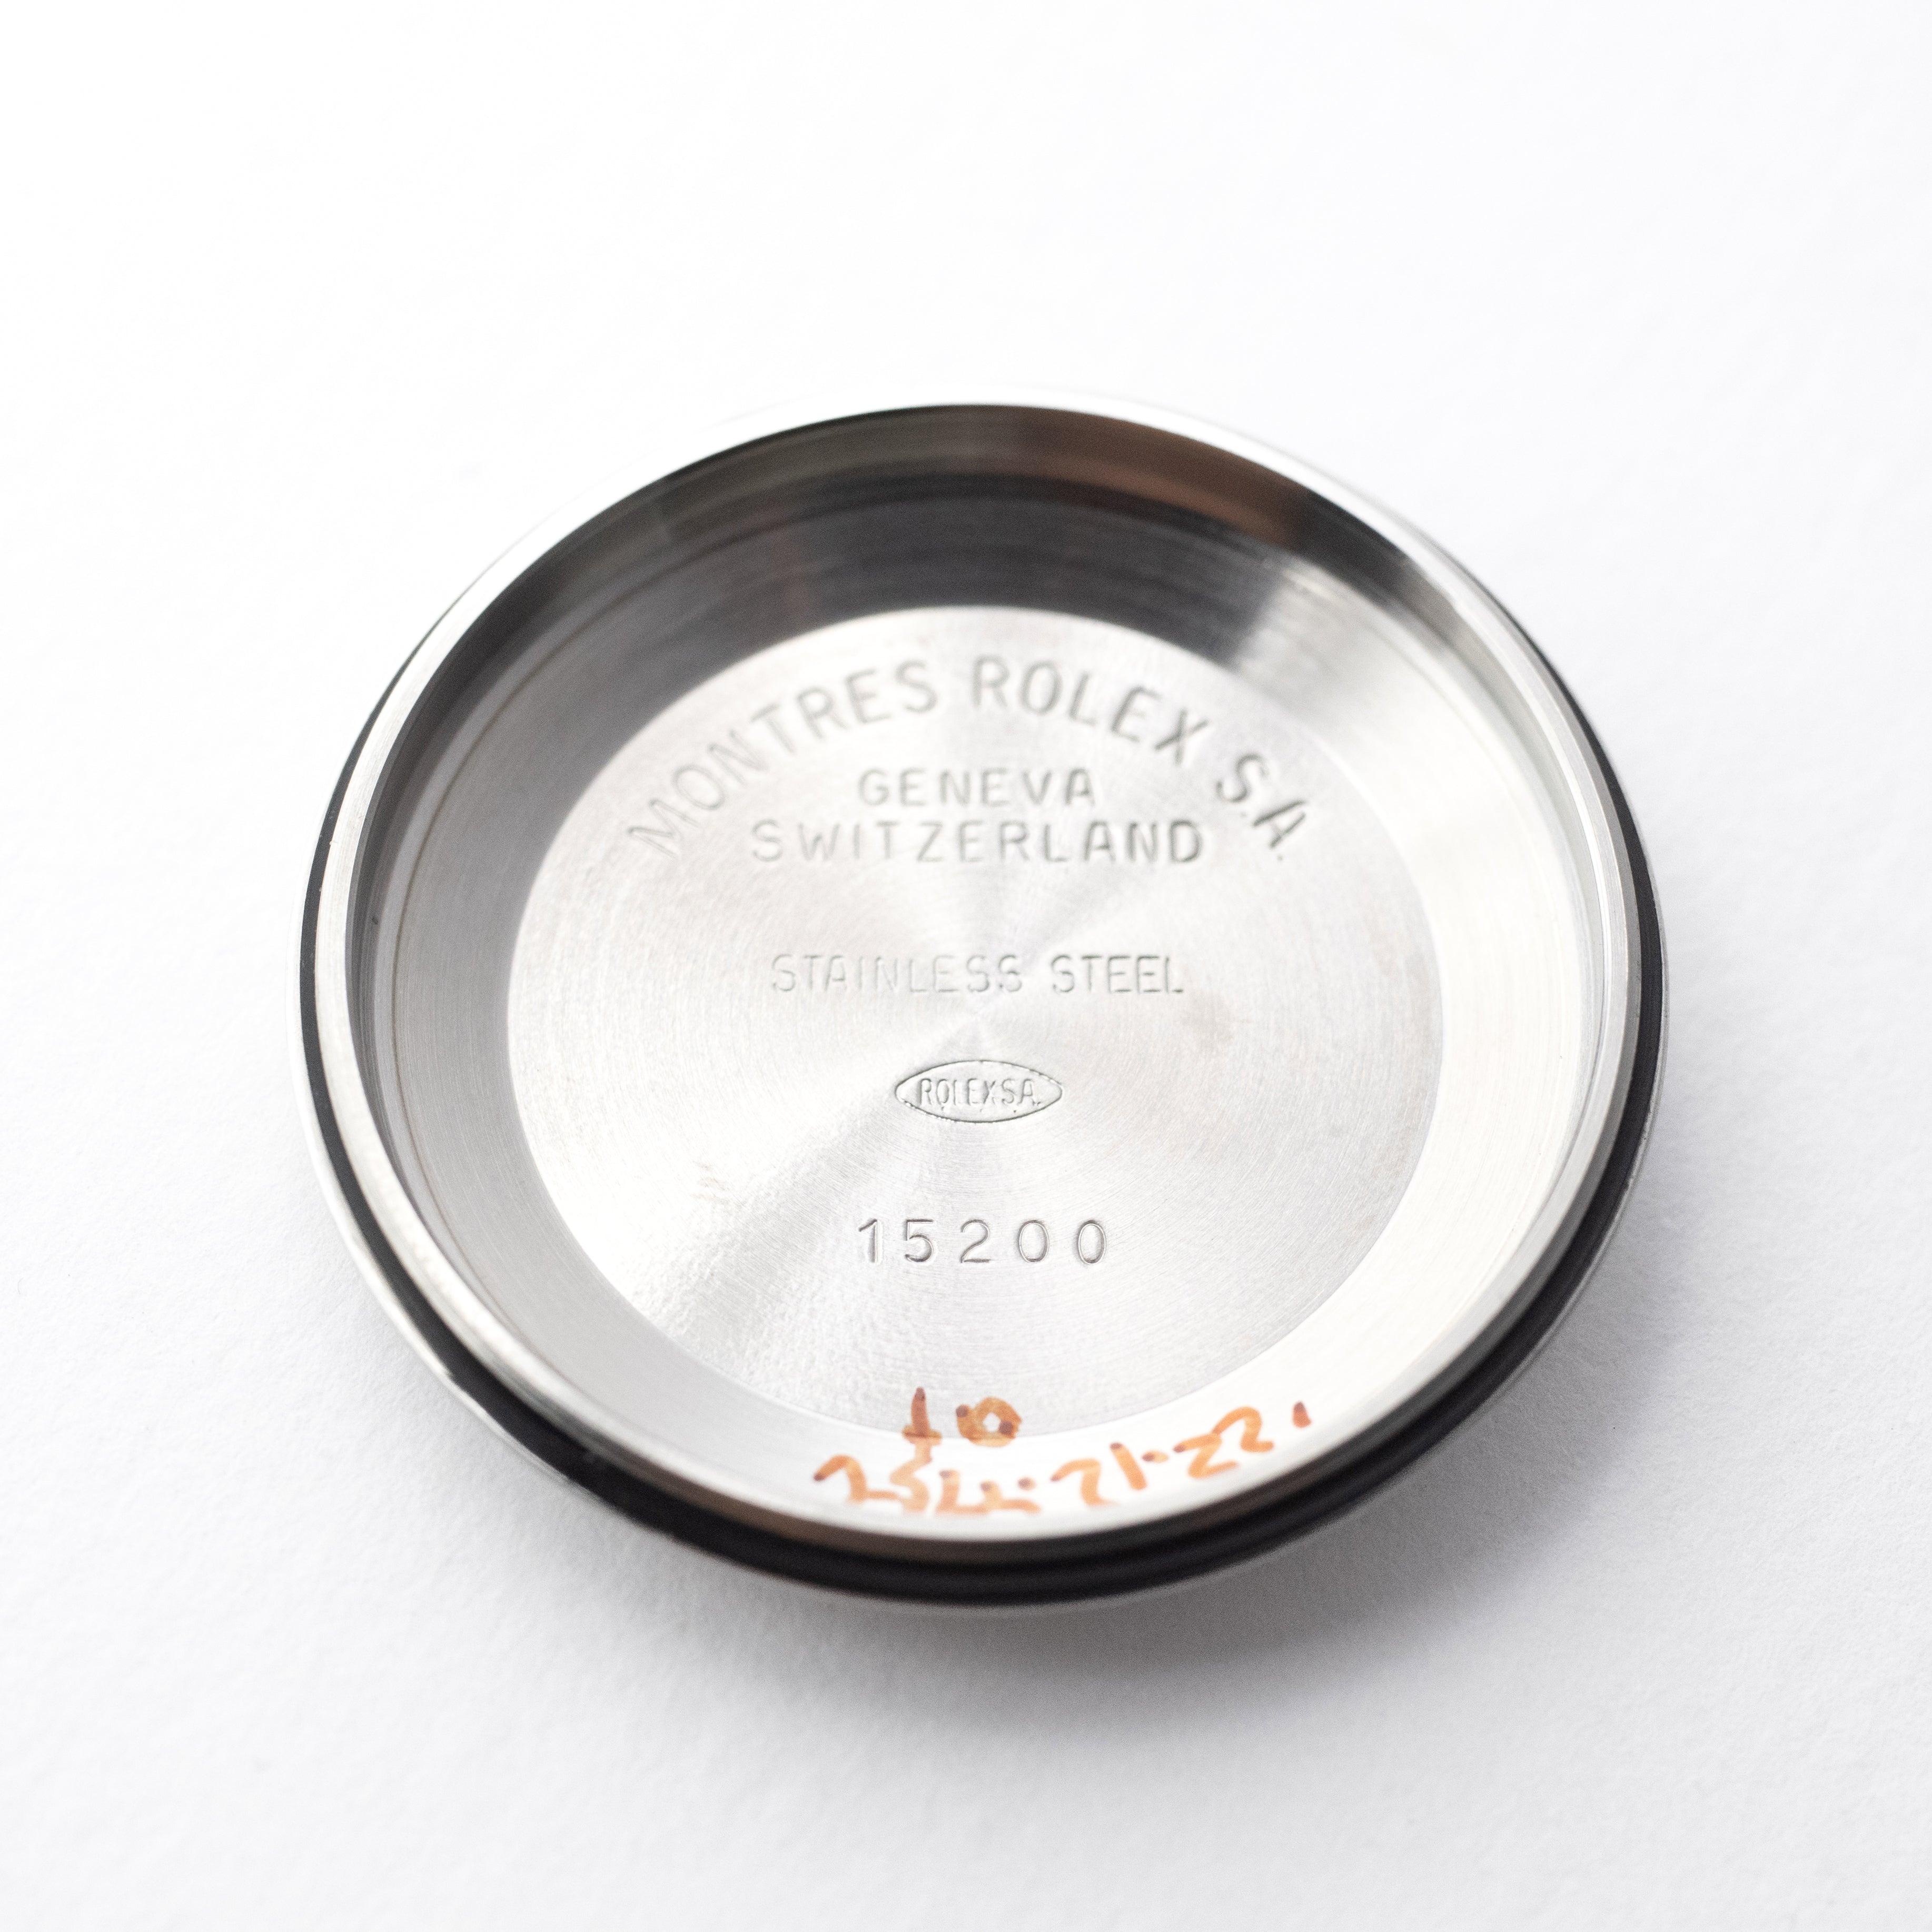 MONTRES ROLEX S.A.
GENEVA
SWITZERLAND
STAINLESS STEEL
ROLEX S.A.
15200